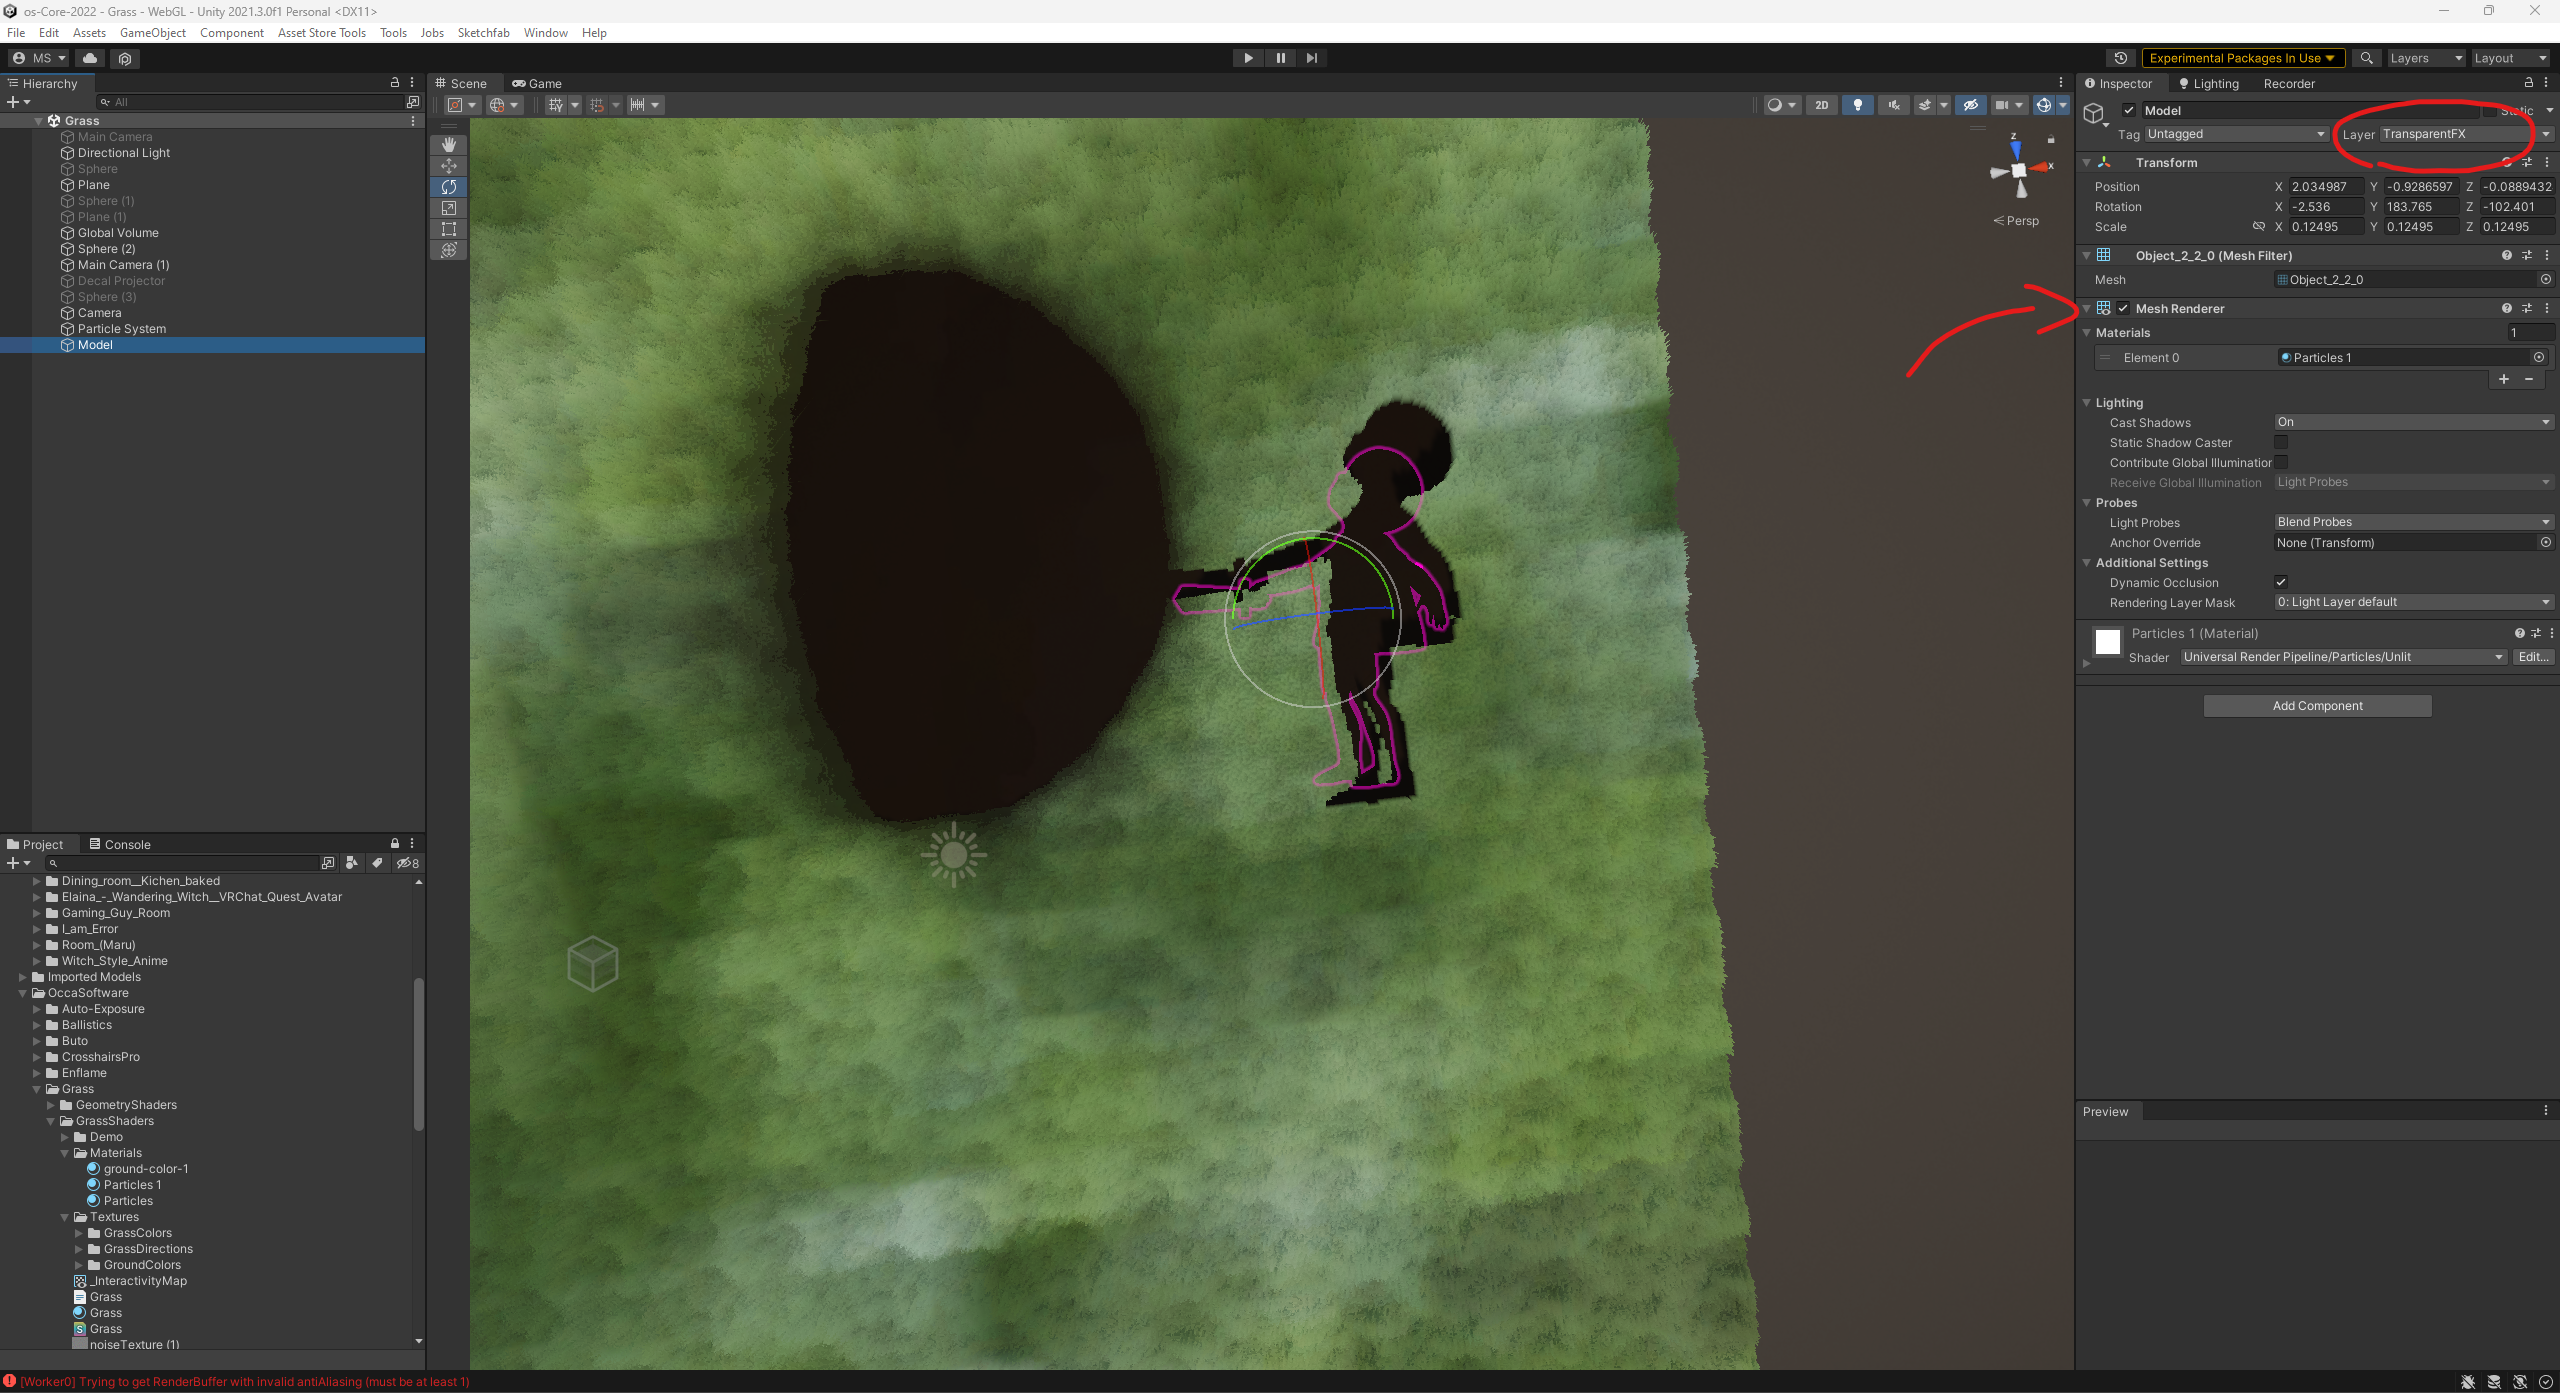 os-Core-2022 - Grass - WebGL - Unity 2021.3.0f1 Personal <DX11>
File Edit Assets GameObject Component Asset Store Tools Tools Jobs Sketchfab Window Help
MS Experimental Packages In Use Layers Layout
Hierarchy
All
Grass
Main Camera
Directional Light
Sphere
Plane
Sphere (1)
Plane (1)
Global Volume
Sphere (2)
Main Camera (1)
Decal Projector
Sphere (3)
Camera
Particle System
Model
Scene Game
2D
z
x
Persp
Inspector Lighting Recorder
Model Static
Tag Untagged Layer TransparentFX
Transform
Position X 2.034987 Y -0.9286597 Z -0.0889432
Rotation X -2.536 Y 183.765 Z -102.401
Scale X 0.12495 Y 0.12495 Z 0.12495
Object_2_2_0 (Mesh Filter)
Mesh Object_2_2_0
Mesh Renderer
Materials 1
Element 0 Particles 1
Lighting
Cast Shadows On
Static Shadow Caster
Contribute Global Illumination
Receive Global Illumination Light Probes
Probes
Light Probes Blend Probes
Anchor Override None (Transform)
Additional Settings
Dynamic Occlusion
Rendering Layer Mask 0: Light Layer default
Particles 1 (Material)
Shader Universal Render Pipeline/Particles/Unlit Edit...
Add Component
Preview
Project Console
8
Dining_room__Kichen_baked
Elaina_-_Wandering_Witch__VRChat_Quest_Avatar
Gaming_Guy_Room
I_am_Error
Room_(Maru)
Witch_Style_Anime
Imported Models
OccaSoftware
Auto-Exposure
Ballistics
Buto
CrosshairsPro
Enflame
Grass
GeometryShaders
GrassShaders
Demo
Materials
ground-color-1
Particles 1
Particles
Textures
GrassColors
GrassDirections
GroundColors
_InteractivityMap
Grass
Grass
Grass
noiseTexture (1)
[Worker0] Trying to get RenderBuffer with invalid antiAliasing (must be at least 1)